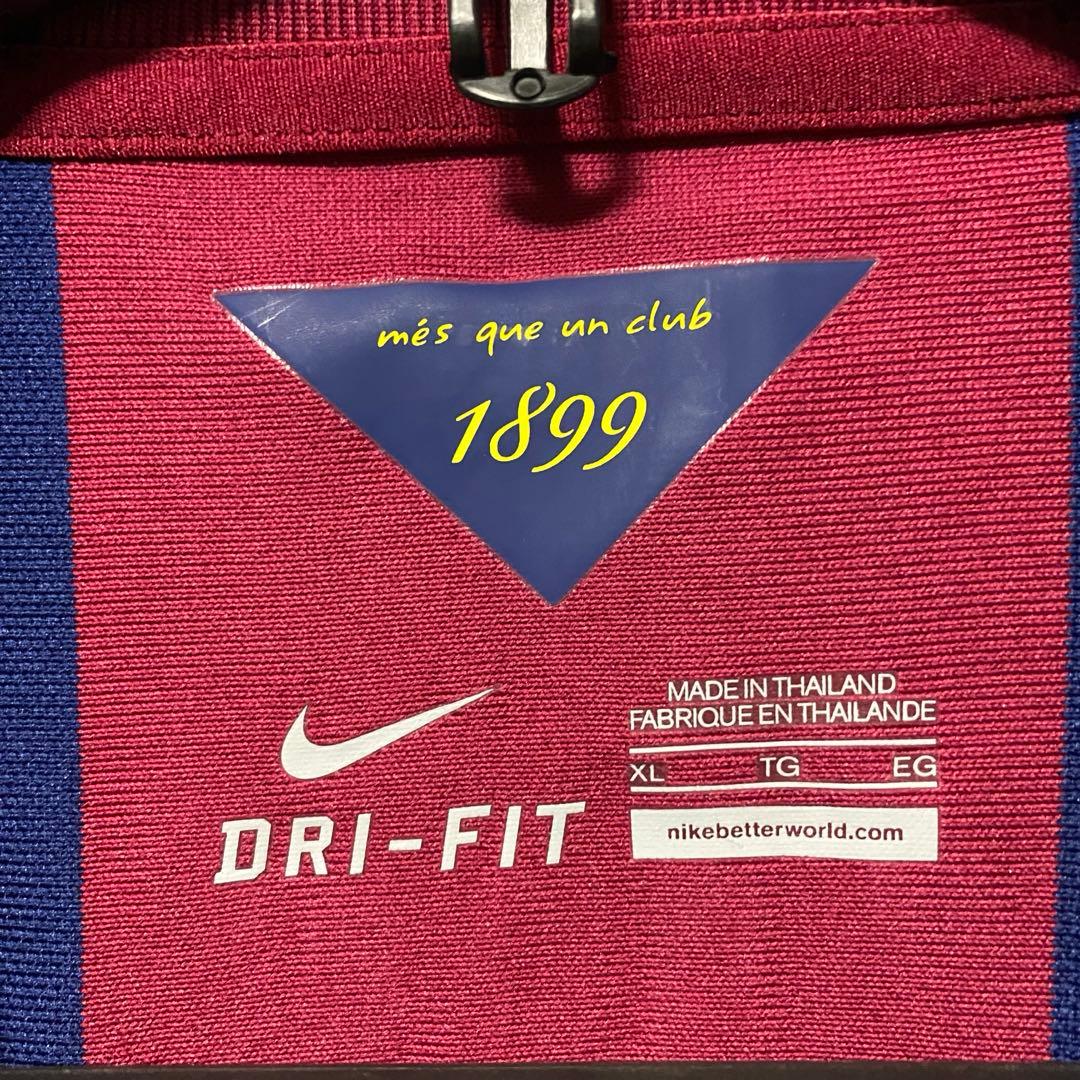 més que un club
1899
DRI-FIT
MADE IN THAILAND
FABRIQUE EN THAILANDE
XL TG EG
nikebetterworld.com